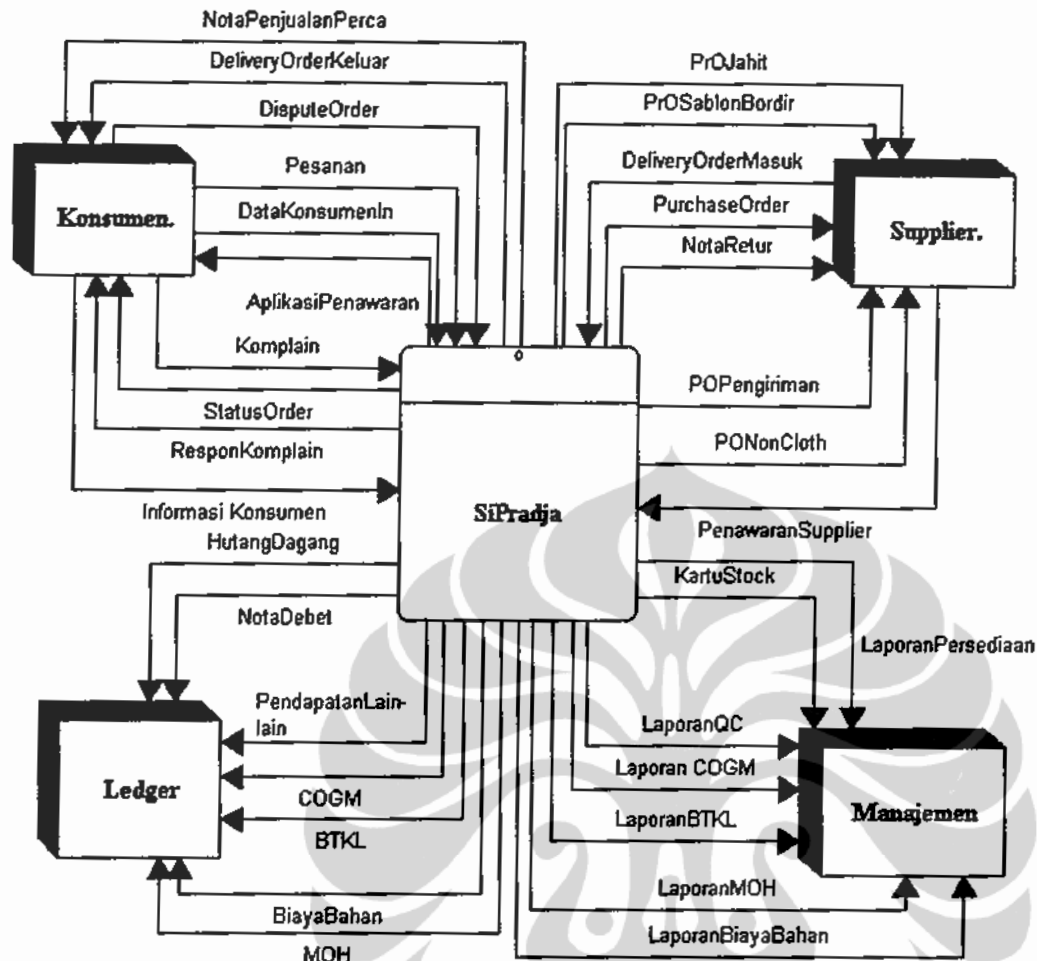 NotaPenjualanPerca
DeliveryOrderKeluar
DisputeOrder
Pesanan
DataKonsumenIn
Konsumen.
AplikasiPenawaran
Komplain
StatusOrder
ResponKomplain
Informasi Konsumen
PrOJahit
PrOSablonBordir
DeliveryOrderMasuk
PurchaseOrder
NotaRetur
Supplier.
POPengiriman
PONonCloth
PenawaranSupplier
0
SiPradja
HutangDagang
NotaDebet
PendapatanLain-
lain
COGM
BTKL
BiayaBahan
MOH
Ledger
KartuStock
LaporanPersediaan
LaporanQC
Laporan COGM
LaporanBTKL
LaporanMOH
LaporanBiayaBahan
Manajemen